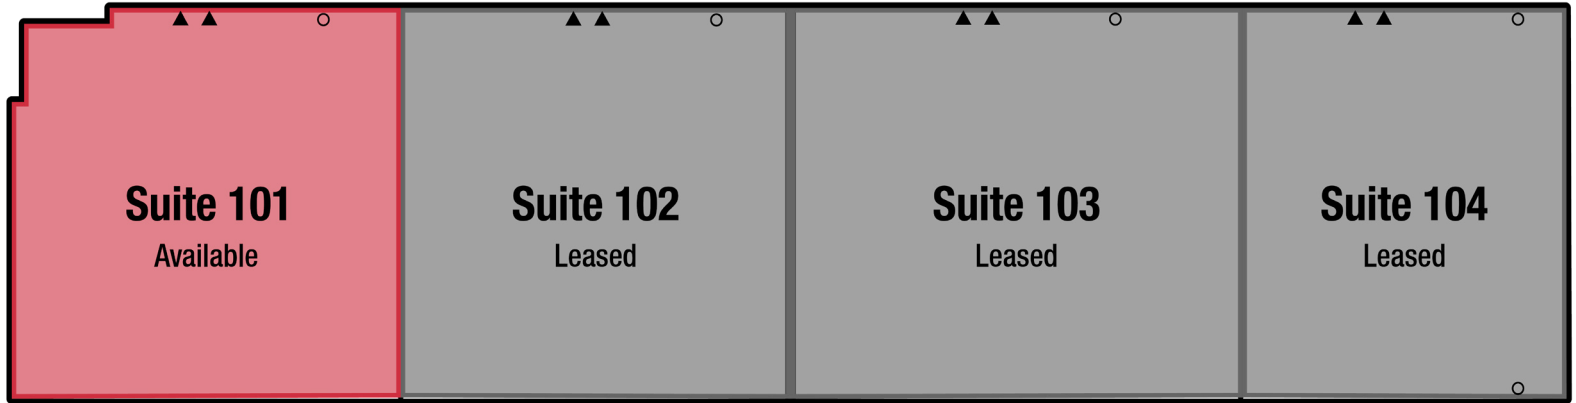 Suite 101
Available
Suite 102
Leased
Suite 103
Leased
Suite 104
Leased